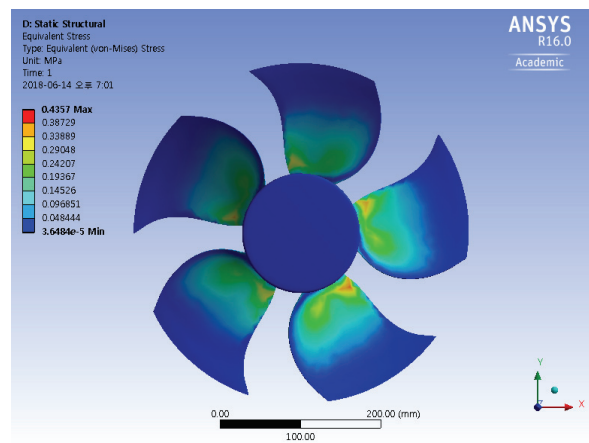 D: Static Structural
Equivalent Stress
Type: Equivalent (von-Mises) Stress
Unit: MPa
Time: 1
2018-06-14 오후 7:01
ANSYS
R16.0
Academic
0.4357 Max
0.38729
0.33889
0.29048
0.24207
0.19367
0.14526
0.096851
0.048444
3.6484e-5 Min
0.00
200.00 (mm)
100.00
Y
X
Z